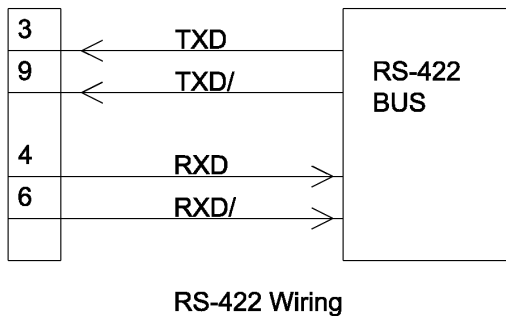 3
TXD
9
TXD/
RS-422
BUS
4
RXD
6
RXD/
RS-422 Wiring